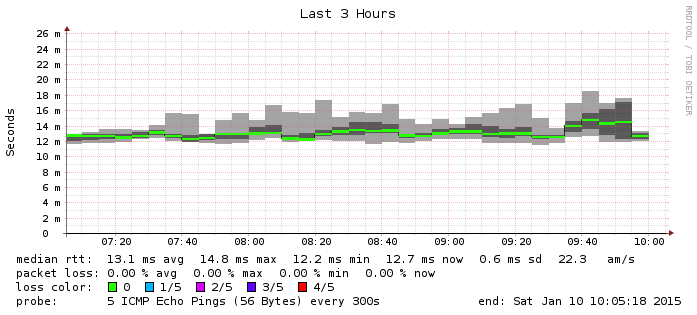 Last 3 Hours
RRDTOOL / TOBI OETIKER
Seconds
26 m
24 m
22 m
20 m
18 m
16 m
14 m
12 m
10 m
8 m
6 m
4 m
2 m
0
07:20 07:40 08:00 08:20 08:40 09:00 09:20 09:40 10:00
median rtt: 13.1 ms avg 14.8 ms max 12.2 ms min 12.7 ms now 0.6 ms sd 22.3 am/s
packet loss: 0.00 % avg 0.00 % max 0.00 % min 0.00 % now
loss color: 0 1/5 2/5 3/5 4/5
probe: 5 ICMP Echo Pings (56 Bytes) every 300s end: Sat Jan 10 10:05:18 2015